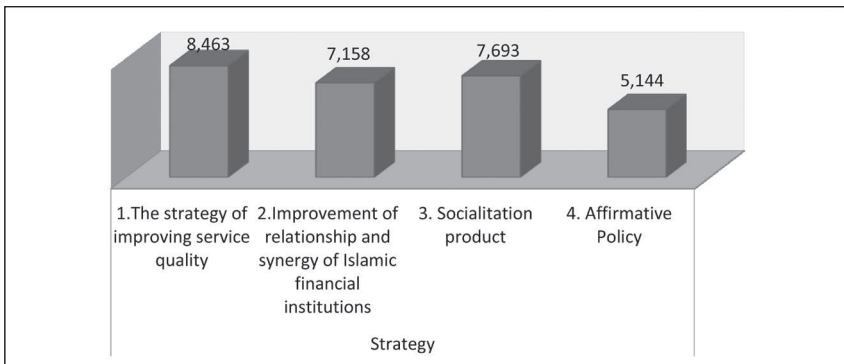 8,463
7,158
7,693
5,144
1.The strategy of
improving service
quality
2.Improvement of
relationship and
synergy of Islamic
financial
institutions
3. Socialitation
product
4. Affirmative
Policy
Strategy